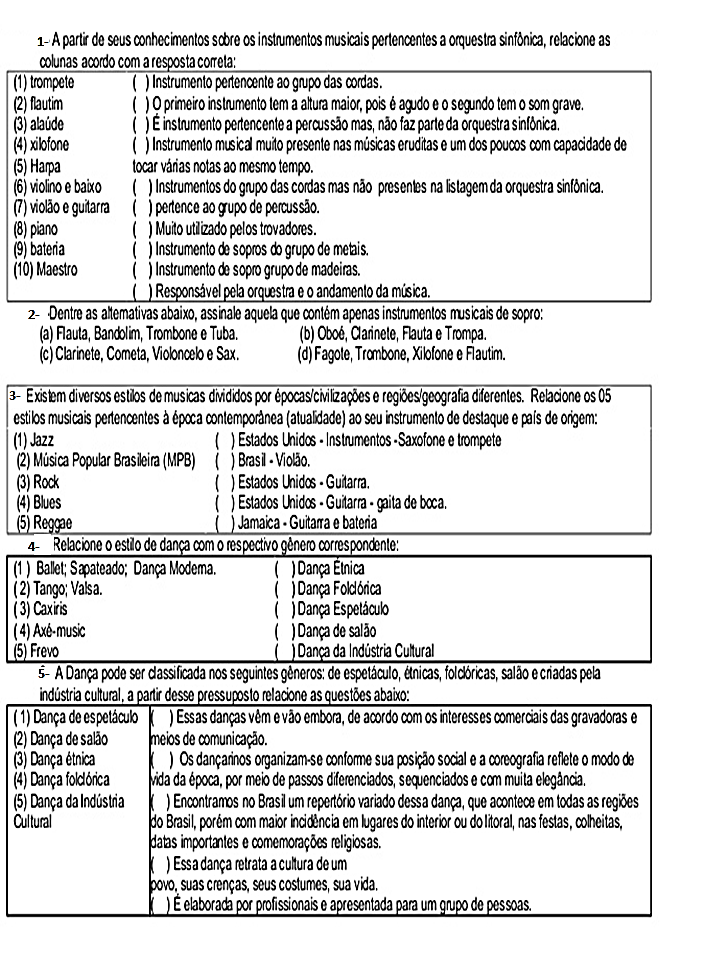 1- A partir de seus conhecimentos sobre os instrumentos musicais pertencentes a orquestra sinfônica, relacione as
colunas acordo com a resposta correta:
(1) trompete ( ) Instrumento pertencente ao grupo das cordas.
(2) flautim ( ) O primeiro instrumento tem a altura maior, pois é agudo e o segundo tem o som grave.
(3) alaúde ( ) É instrumento pertencente a percussão mas, não faz parte da orquestra sinfônica.
(4) xilofone ( ) Instrumento musical muito presente nas músicas eruditas e um dos poucos com capacidade de
(5) Harpa tocar várias notas ao mesmo tempo.
(6) violino e baixo ( ) Instrumentos do grupo das cordas mas não presentes na listagem da orquestra sinfônica.
(7) violão e guitarra ( ) pertence ao grupo de percussão.
(8) piano ( ) Muito utilizado pelos trovadores.
(9) bateria ( ) Instrumento de sopros do grupo de metais.
(10) Maestro ( ) Instrumento de sopro grupo de madeiras.
( ) Responsável pela orquestra e o andamento da música.
2- Dentre as alternativas abaixo, assinale aquela que contém apenas instrumentos musicais de sopro:
(a) Flauta, Bandolim, Trombone e Tuba. (b) Oboé, Clarinete, Flauta e Trompa.
(c) Clarinete, Corneta, Violoncelo e Sax. (d) Fagote, Trombone, Xilofone e Flautim.
3- Existem diversos estilos de musicas divididos por épocas/civilizações e regiões/geografia diferentes. Relacione os 05
estilos musicais pertencentes à época contemporânea (atualidade) ao seu instrumento de destaque e país de origem:
(1) Jazz ( ) Estados Unidos - Instrumentos -Saxofone e trompete
(2) Música Popular Brasileira (MPB) ( ) Brasil - Violão.
(3) Rock ( ) Estados Unidos - Guitarra.
(4) Blues ( ) Estados Unidos - Guitarra - gaita de boca.
(5) Reggae ( ) Jamaica - Guitarra e bateria
4- Relacione o estilo de dança com o respectivo gênero correspondente:
(1 ) Ballet; Sapateado; Dança Moderna. ( ) Dança Étnica
( 2) Tango; Valsa. ( ) Dança Folclórica
( 3) Caxiris ( ) Dança Espetáculo
( 4) Axé-music ( ) Dança de salão
(5) Frevo ( ) Dança da Indústria Cultural
5- A Dança pode ser classificada nos seguintes gêneros: de espetáculo, étnicas, folclóricas, salão e criadas pela
indústria cultural, a partir desse pressuposto relacione as questões abaixo:
( 1) Dança de espetáculo ( ) Essas danças vêm e vão embora, de acordo com os interesses comerciais das gravadoras e
(2) Dança de salão meios de comunicação.
(3) Dança étnica ( ) Os dançarinos organizam-se conforme sua posição social e a coreografia reflete o modo de
(4) Dança folclórica vida da época, por meio de passos diferenciados, sequenciados e com muita elegância.
(5) Dança da Indústria ( ) Encontramos no Brasil um repertório variado dessa dança, que acontece em todas as regiões
Cultural do Brasil, porém com maior incidência em lugares do interior ou do litoral, nas festas, colheitas,
datas importantes e comemorações religiosas.
( ) Essa dança retrata a cultura de um
povo, suas crenças, seus costumes, sua vida.
( ) É elaborada por profissionais e apresentada para um grupo de pessoas.